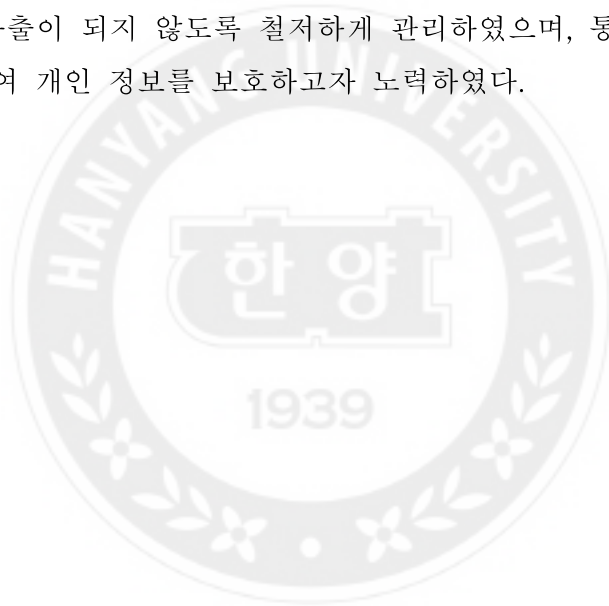 출이 되지 않도록 철저하게 관리하였으며,
여 개인 정보를 보호하고자 노력하였다.
HANYANG UNIVERSITY
한양
1939